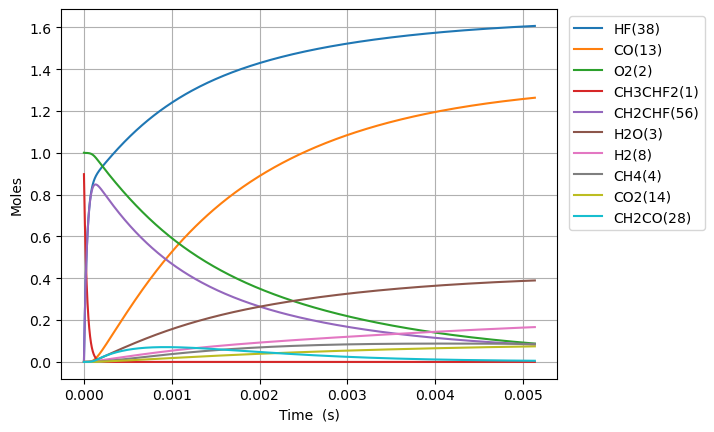 1.6
1.4
1.2
1.0
0.8
0.6
0.4
0.2
0.0
Moles
0.000 0.001 0.002 0.003 0.004 0.005
Time (s)
HF(38)
CO(13)
O2(2)
CH3CHF2(1)
CH2CHF(56)
H2O(3)
H2(8)
CH4(4)
CO2(14)
CH2CO(28)